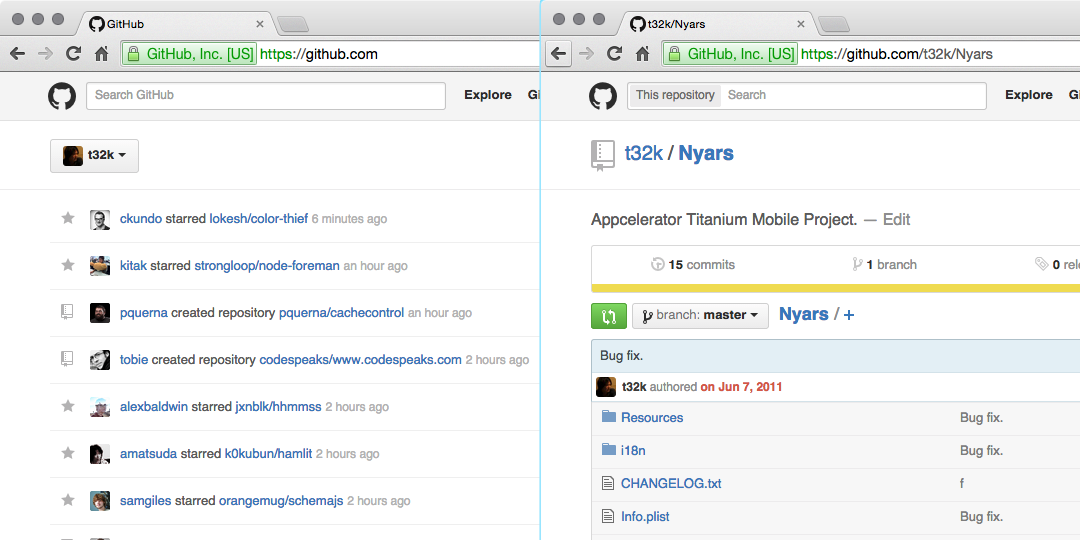 GitHub
GitHub, Inc. [US] https://github.com
Search GitHub Explore
t32k
ckundo starred lokesh/color-thief 6 minutes ago
kitak starred strongloop/node-foreman an hour ago
pquerna created repository pquerna/cachecontrol an hour ago
tobie created repository codespeaks/www.codespeaks.com 2 hours ago
alexbaldwin starred jxnblk/hhmmss 2 hours ago
amatsuda starred k0kubun/hamlit 2 hours ago
samgiles starred orangemug/schemajs 2 hours ago
t32k/Nyars
GitHub, Inc. [US] https://github.com/t32k/Nyars
This repository Search Explore
t32k / Nyars
Appcelerator Titanium Mobile Project. — Edit
15 commits 1 branch 0
branch: master Nyars / +
Bug fix.
t32k authored on Jun 7, 2011
Resources Bug fix.
i18n Bug fix.
CHANGELOG.txt f
Info.plist Bug fix.